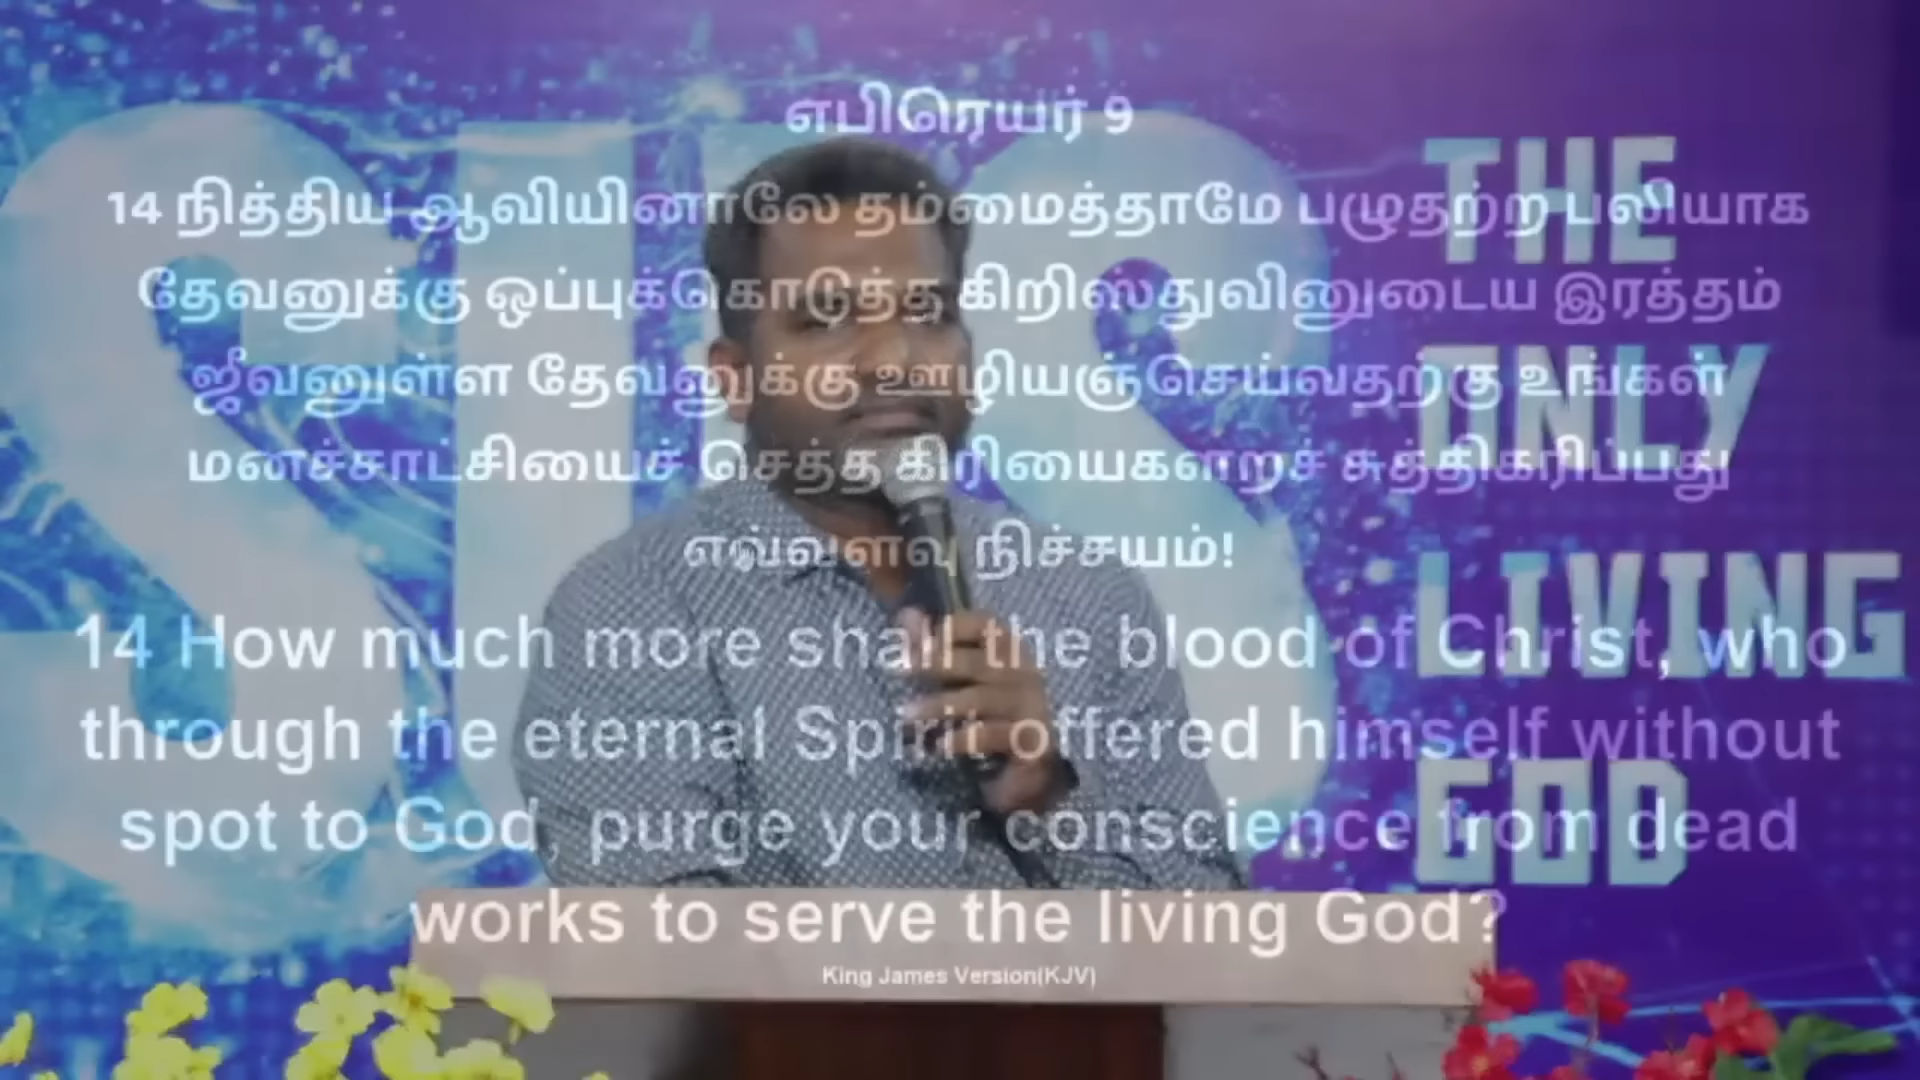 எபிரெயர் 9
14 நித்திய ஆவியினாலே தம்மைத்தாமே பழுதற்ற பலியாக
தேவனுக்கு ஒப்புக்கொடுத்த கிறிஸ்துவினுடைய இரத்தம்
ஜீவனுள்ள தேவனுக்கு ஊழியஞ்செய்வதற்கு உங்கள்
மனச்சாட்சியைச் செத்த கிரியைகளறச் சுத்திகரிப்பது
எவ்வளவு நிச்சயம்!
14 How much more shall the blood of Christ, who
through the eternal Spirit offered himself without
spot to God, purge your conscience from dead
works to serve the living God?
King James Version(KJV)
THE
ONLY
LIVING
GOD